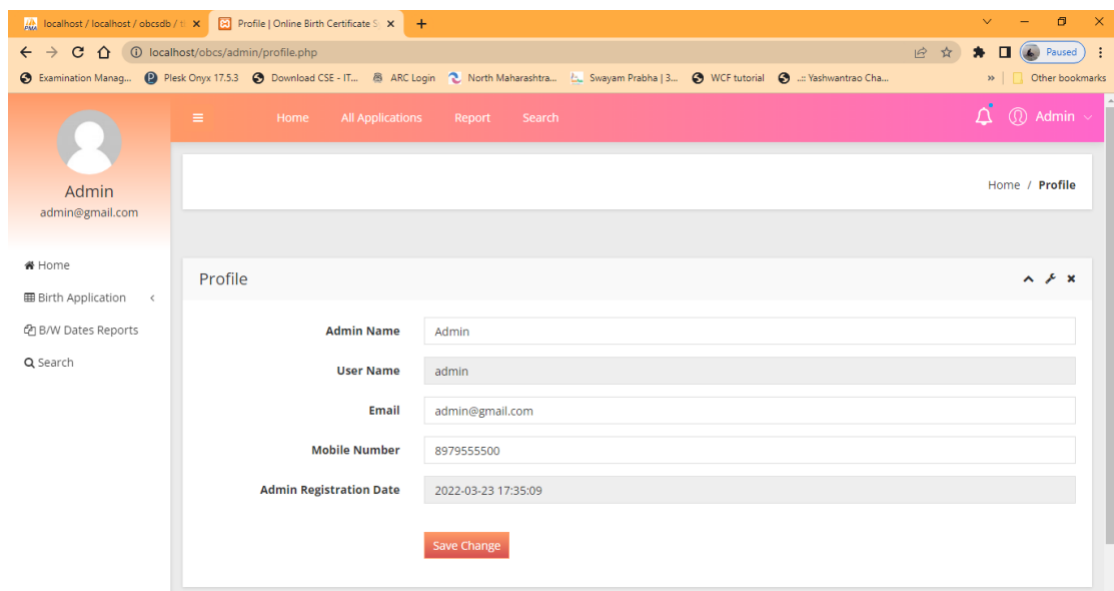 localhost / localhost / obcsdb / t
Profile | Online Birth Certificate S
localhost/obcs/admin/profile.php
Paused
Examination Manag... Plesk Onyx 17.5.3 Download CSE - IT... ARC Login North Maharashtra... Swayam Prabha | 3... WCF tutorial ..:: Yashwantrao Cha... » Other bookmarks
Home All Applications Report Search Admin
Admin
admin@gmail.com
Home / Profile
Home
Birth Application
B/W Dates Reports
Search
Profile
Admin Name Admin
User Name admin
Email admin@gmail.com
Mobile Number 8979555500
Admin Registration Date 2022-03-23 17:35:09
Save Change